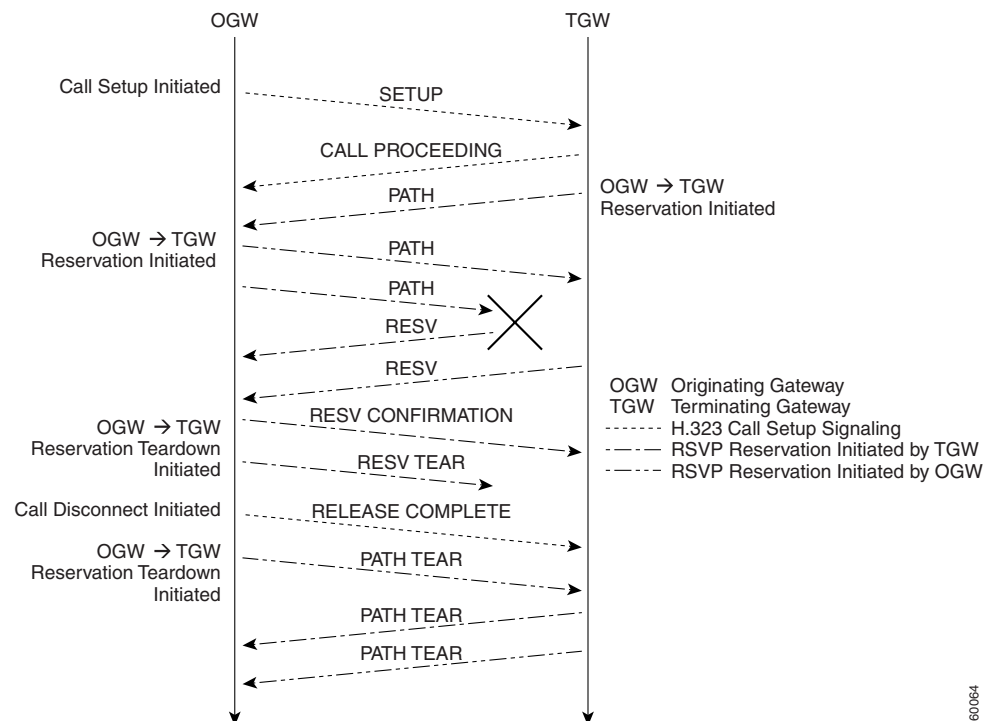 OGW
TGW
Call Setup Initiated
SETUP
CALL PROCEEDING
PATH
OGW → TGW
Reservation Initiated
OGW → TGW
Reservation Initiated
PATH
PATH
RESV
RESV
OGW Originating Gateway
TGW Terminating Gateway
H.323 Call Setup Signaling
RSVP Reservation Initiated by TGW
RSVP Reservation Initiated by OGW
RESV CONFIRMATION
OGW → TGW
Reservation Teardown
Initiated
RESV TEAR
Call Disconnect Initiated
RELEASE COMPLETE
OGW → TGW
Reservation Teardown
Initiated
PATH TEAR
PATH TEAR
PATH TEAR
60064